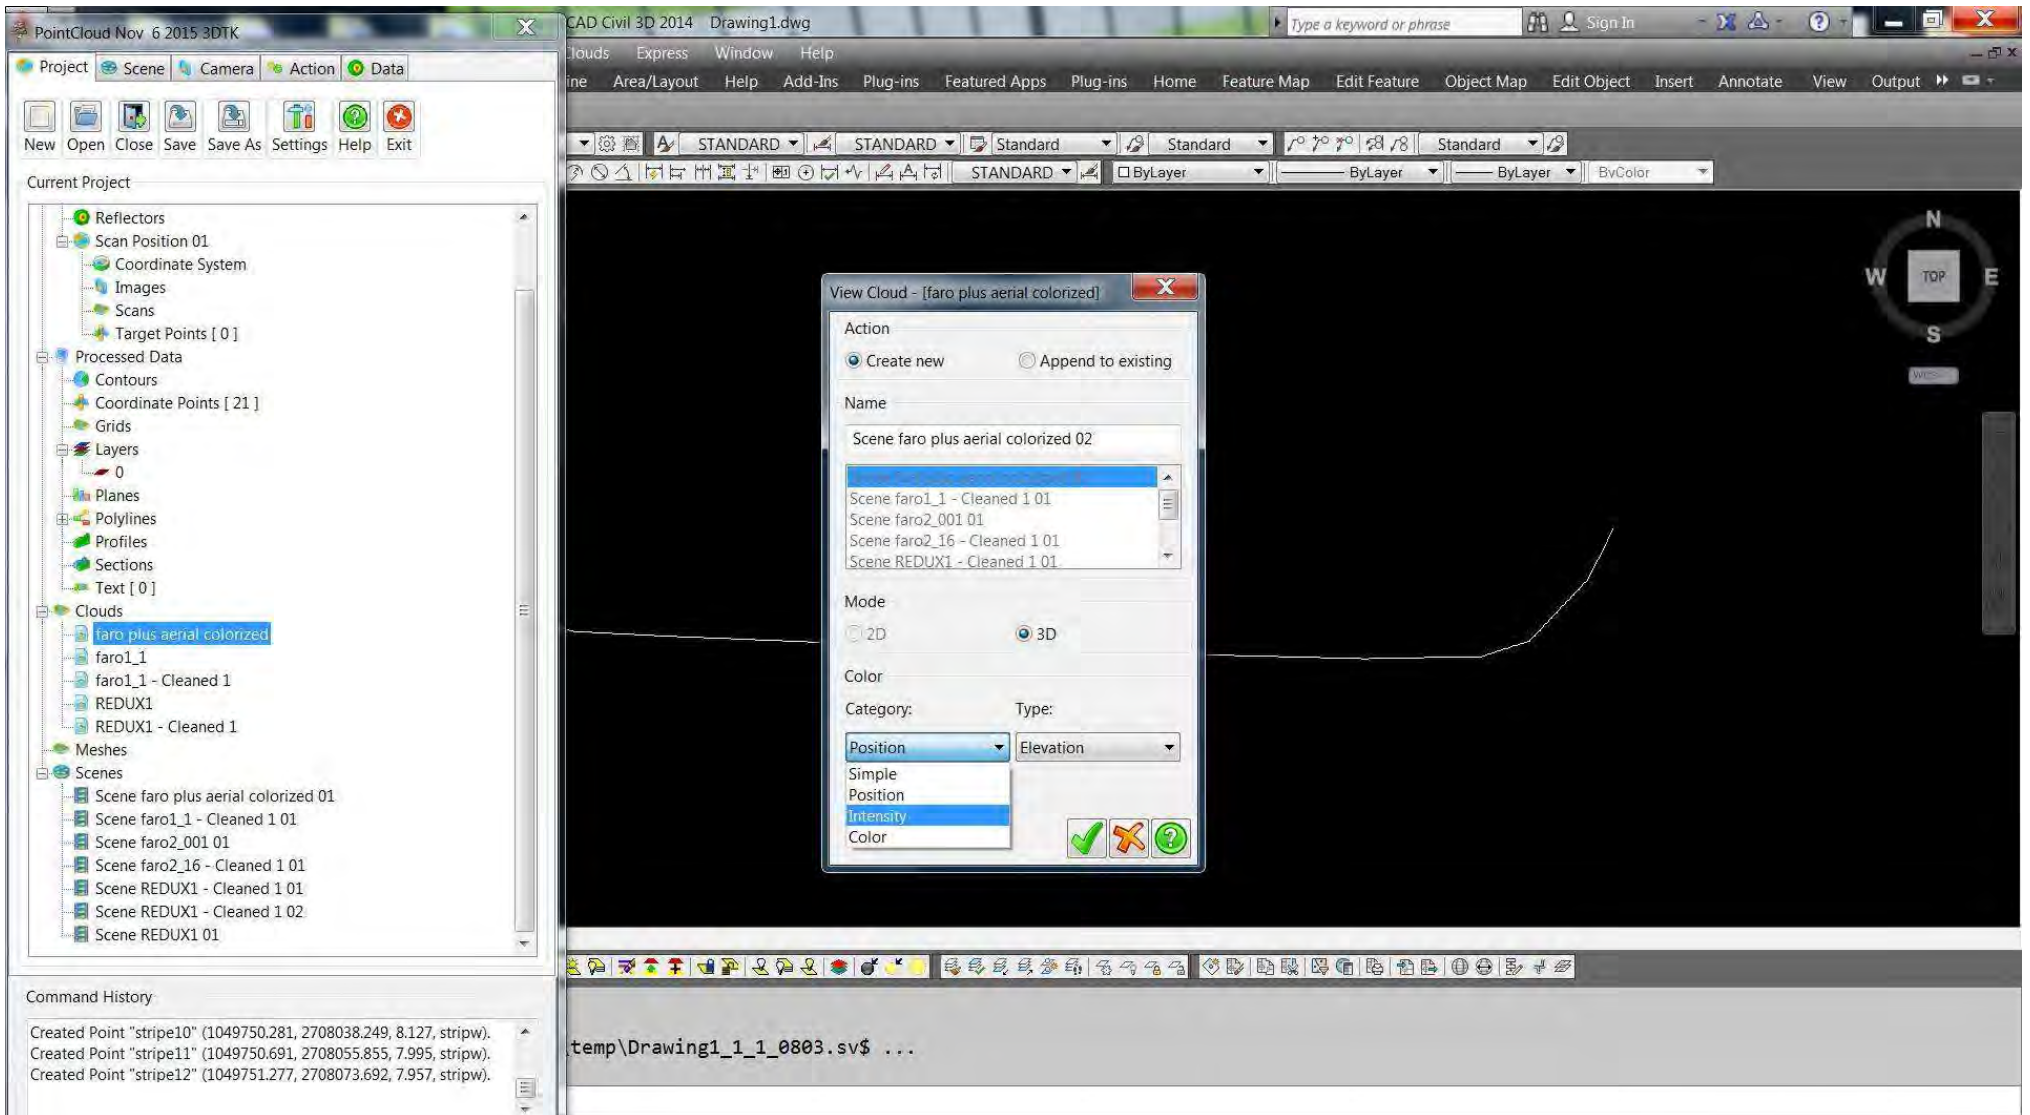 PointCloud Nov 6 2015 3DTK
CAD Civil 3D 2014 Drawing1.dwg
Type a keyword or phrase
Sign In
Clouds Express Window Help
Project Scene Camera Action Data
ine Area/Layout Help Add-Ins Plug-ins Featured Apps Plug-ins Home Feature Map Edit Feature Object Map Edit Object Insert Annotate View Output
New Open Close Save Save As Settings Help Exit
STANDARD STANDARD Standard Standard Standard
STANDARD ByLayer ByLayer ByLayer ByColor
Current Project
Reflectors
Scan Position 01
Coordinate System
Images
Scans
Target Points [ 0 ]
Processed Data
Contours
Coordinate Points [ 21 ]
Grids
Layers
0
Planes
Polylines
Profiles
Sections
Text [ 0 ]
Clouds
faro plus aerial colorized
faro1_1
faro1_1 - Cleaned 1
REDUX1
REDUX1 - Cleaned 1
Meshes
Scenes
Scene faro plus aerial colorized 01
Scene faro1_1 - Cleaned 1 01
Scene faro2_001 01
Scene faro2_16 - Cleaned 1 01
Scene REDUX1 - Cleaned 1 01
Scene REDUX1 - Cleaned 1 02
Scene REDUX1 01
Command History
Created Point "stripe10" (1049750.281, 2708038.249, 8.127, stripw).
Created Point "stripe11" (1049750.691, 2708055.855, 7.995, stripw).
Created Point "stripe12" (1049751.277, 2708073.692, 7.957, stripw).
View Cloud - [faro plus aerial colorized]
Action
Create new Append to existing
Name
Scene faro plus aerial colorized 02
Scene faro1_1 - Cleaned 1 01
Scene faro2_001 01
Scene faro2_16 - Cleaned 1 01
Scene REDUX1 - Cleaned 1 01
Mode
2D 3D
Color
Category: Type:
Position Elevation
Simple
Position
Intensity
Color
N
W TOP E
S
\temp\Drawing1_1_1_0803.sv$ ...